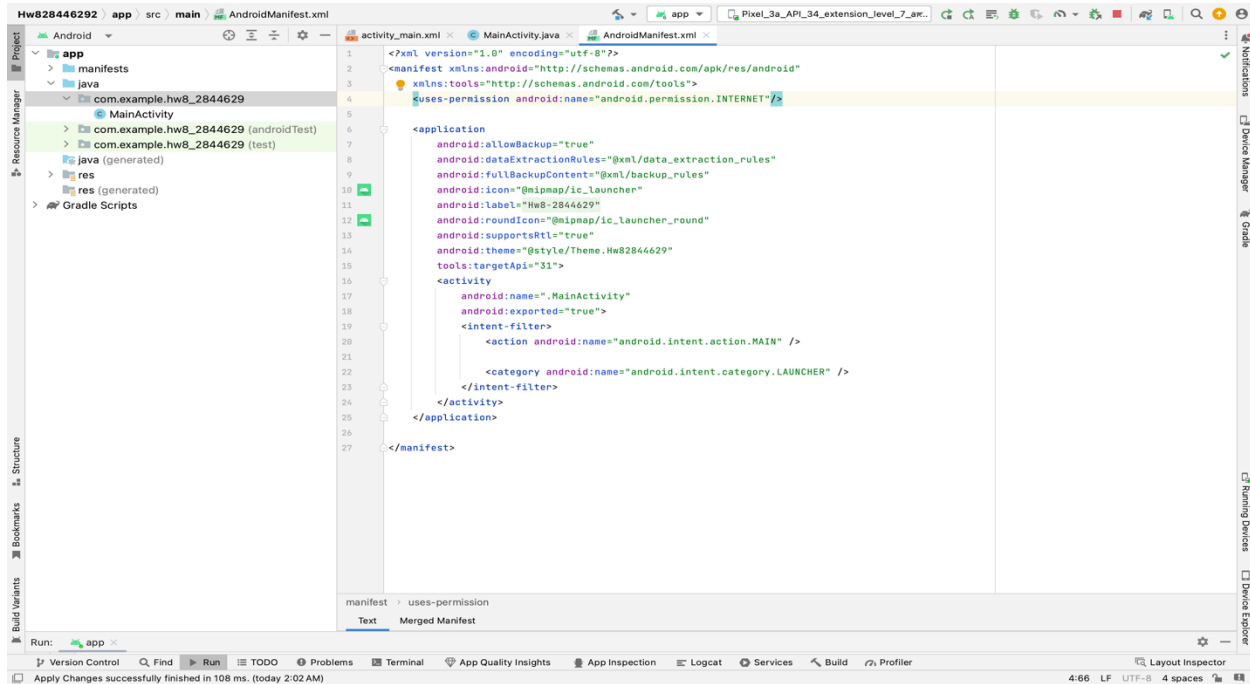 Hw828446292 app src main AndroidManifest.xml
app Pixel_3a_API_34_extension_level_7_ar..
Android
activity_main.xml MainActivity.java AndroidManifest.xml
Project
Resource Manager
Structure
Bookmarks
Build Variants
app
manifests
java
com.example.hw8_2844629
MainActivity
com.example.hw8_2844629 (androidTest)
com.example.hw8_2844629 (test)
java (generated)
res
res (generated)
Gradle Scripts
1 <?xml version="1.0" encoding="utf-8"?>
2 <manifest xmlns:android="http://schemas.android.com/apk/res/android"
3 xmlns:tools="http://schemas.android.com/tools">
4 <uses-permission android:name="android.permission.INTERNET"/>
5
6 <application
7 android:allowBackup="true"
8 android:dataExtractionRules="@xml/data_extraction_rules"
9 android:fullBackupContent="@xml/backup_rules"
10 android:icon="@mipmap/ic_launcher"
11 android:label="Hw8-2844629"
12 android:roundIcon="@mipmap/ic_launcher_round"
13 android:supportsRtl="true"
14 android:theme="@style/Theme.Hw82844629"
15 tools:targetApi="31">
16 <activity
17 android:name=".MainActivity"
18 android:exported="true">
19 <intent-filter>
20 <action android:name="android.intent.action.MAIN" />
21
22 <category android:name="android.intent.category.LAUNCHER" />
23 </intent-filter>
24 </activity>
25 </application>
26
27 </manifest>
Notifications
Device Manager
Gradle
Running Devices
Device Explorer
manifest uses-permission
Text Merged Manifest
Run: app
Version Control Find Run TODO Problems Terminal App Quality Insights App Inspection Logcat Services Build Profiler Layout Inspector
Apply Changes successfully finished in 108 ms. (today 2:02 AM) 4:66 LF UTF-8 4 spaces